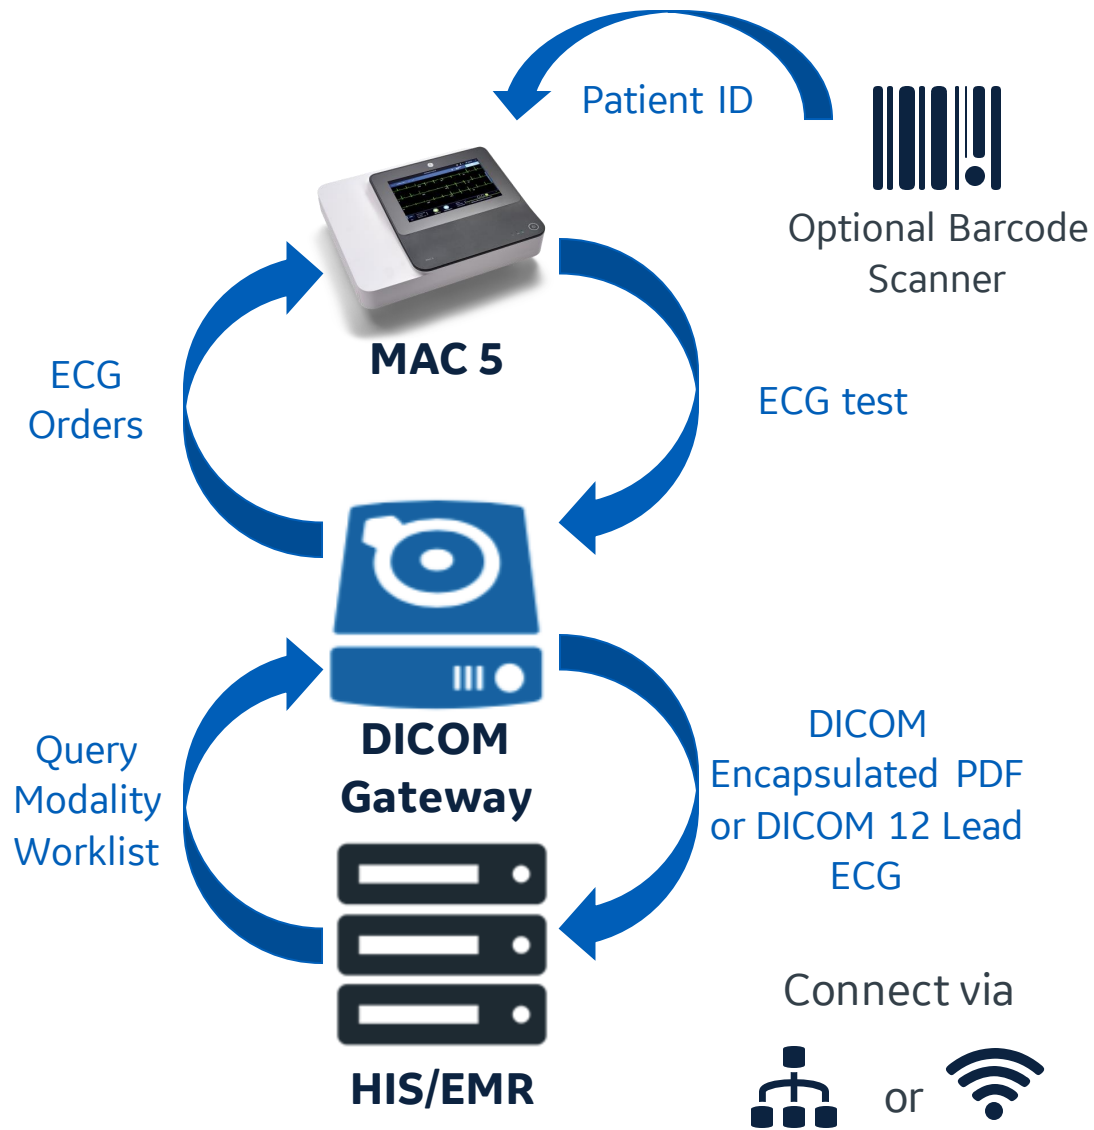 Patient ID
Optional Barcode
Scanner
MAC 5
ECG
Orders
ECG test
DICOM
Gateway
Query
Modality
Worklist
DICOM
Encapsulated PDF
or DICOM 12 Lead
ECG
HIS/EMR
Connect via
or